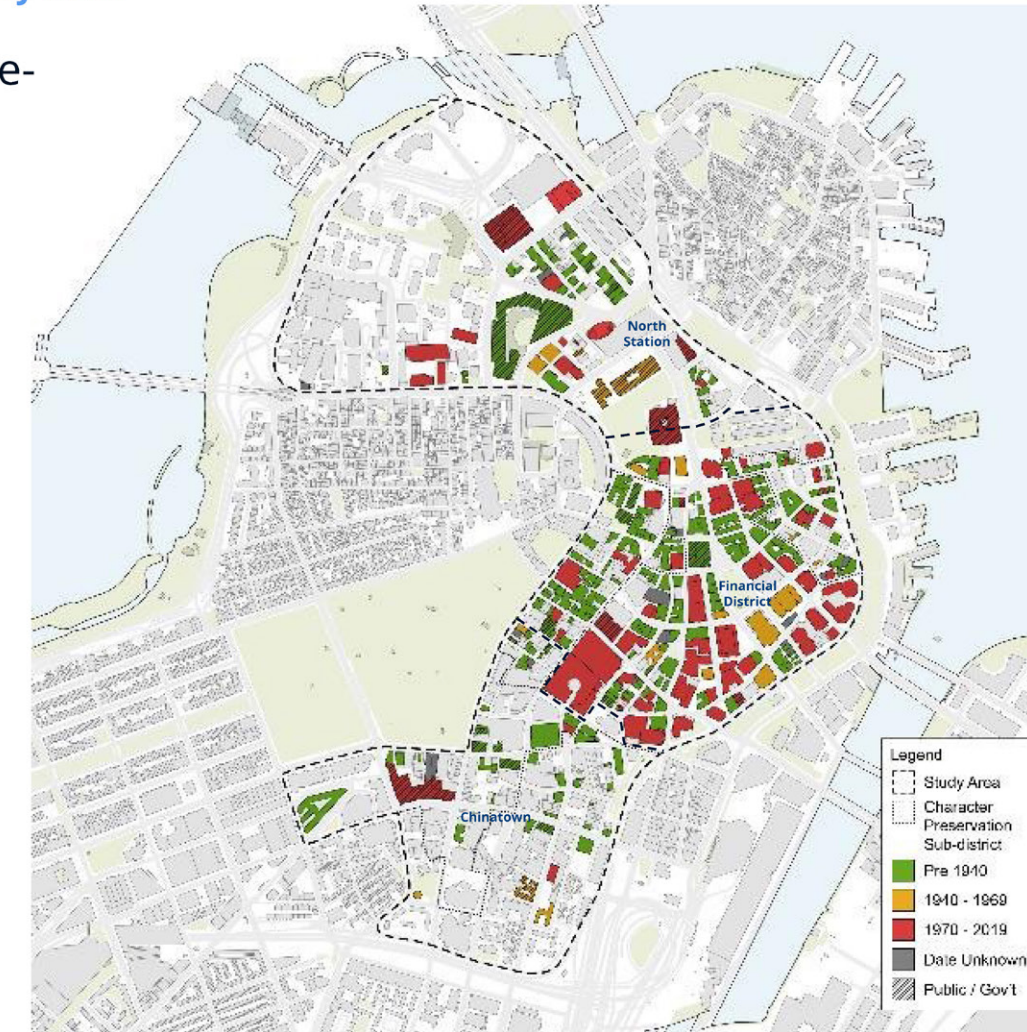 y
e-
North
Station
Financial
District
Chinatown
Legend
Study Area
Character
Preservation
Sub-district
Pre 1940
1940 - 1969
1970 - 2019
Date Unknown
Public / Gov't